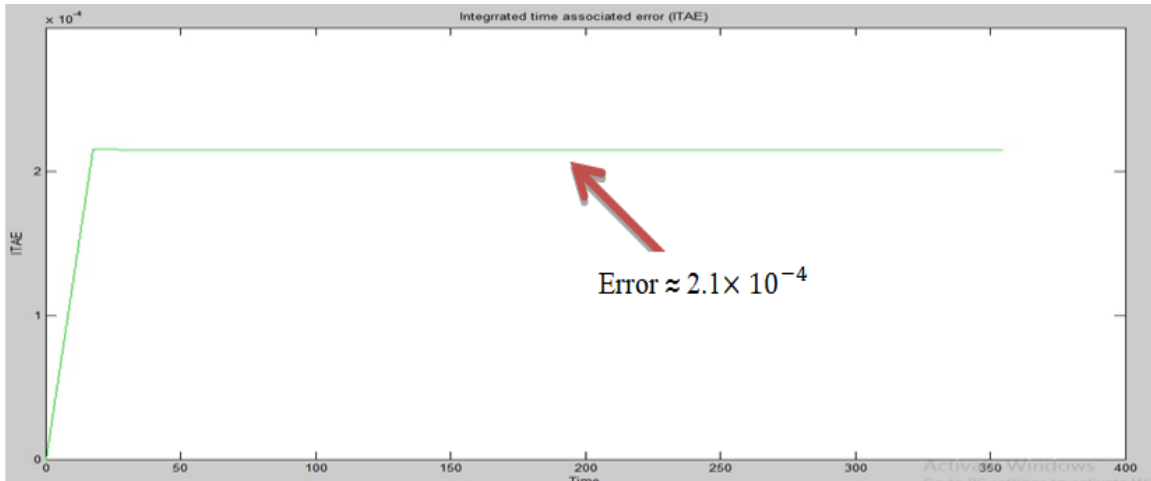 × 10⁻⁴
Integrrated time associated error (ITAE)
2
ITAE
Error ≈ 2.1× 10⁻⁴
1
0
0 50 100 150 200 250 300 350 400
Time
Activate Windows